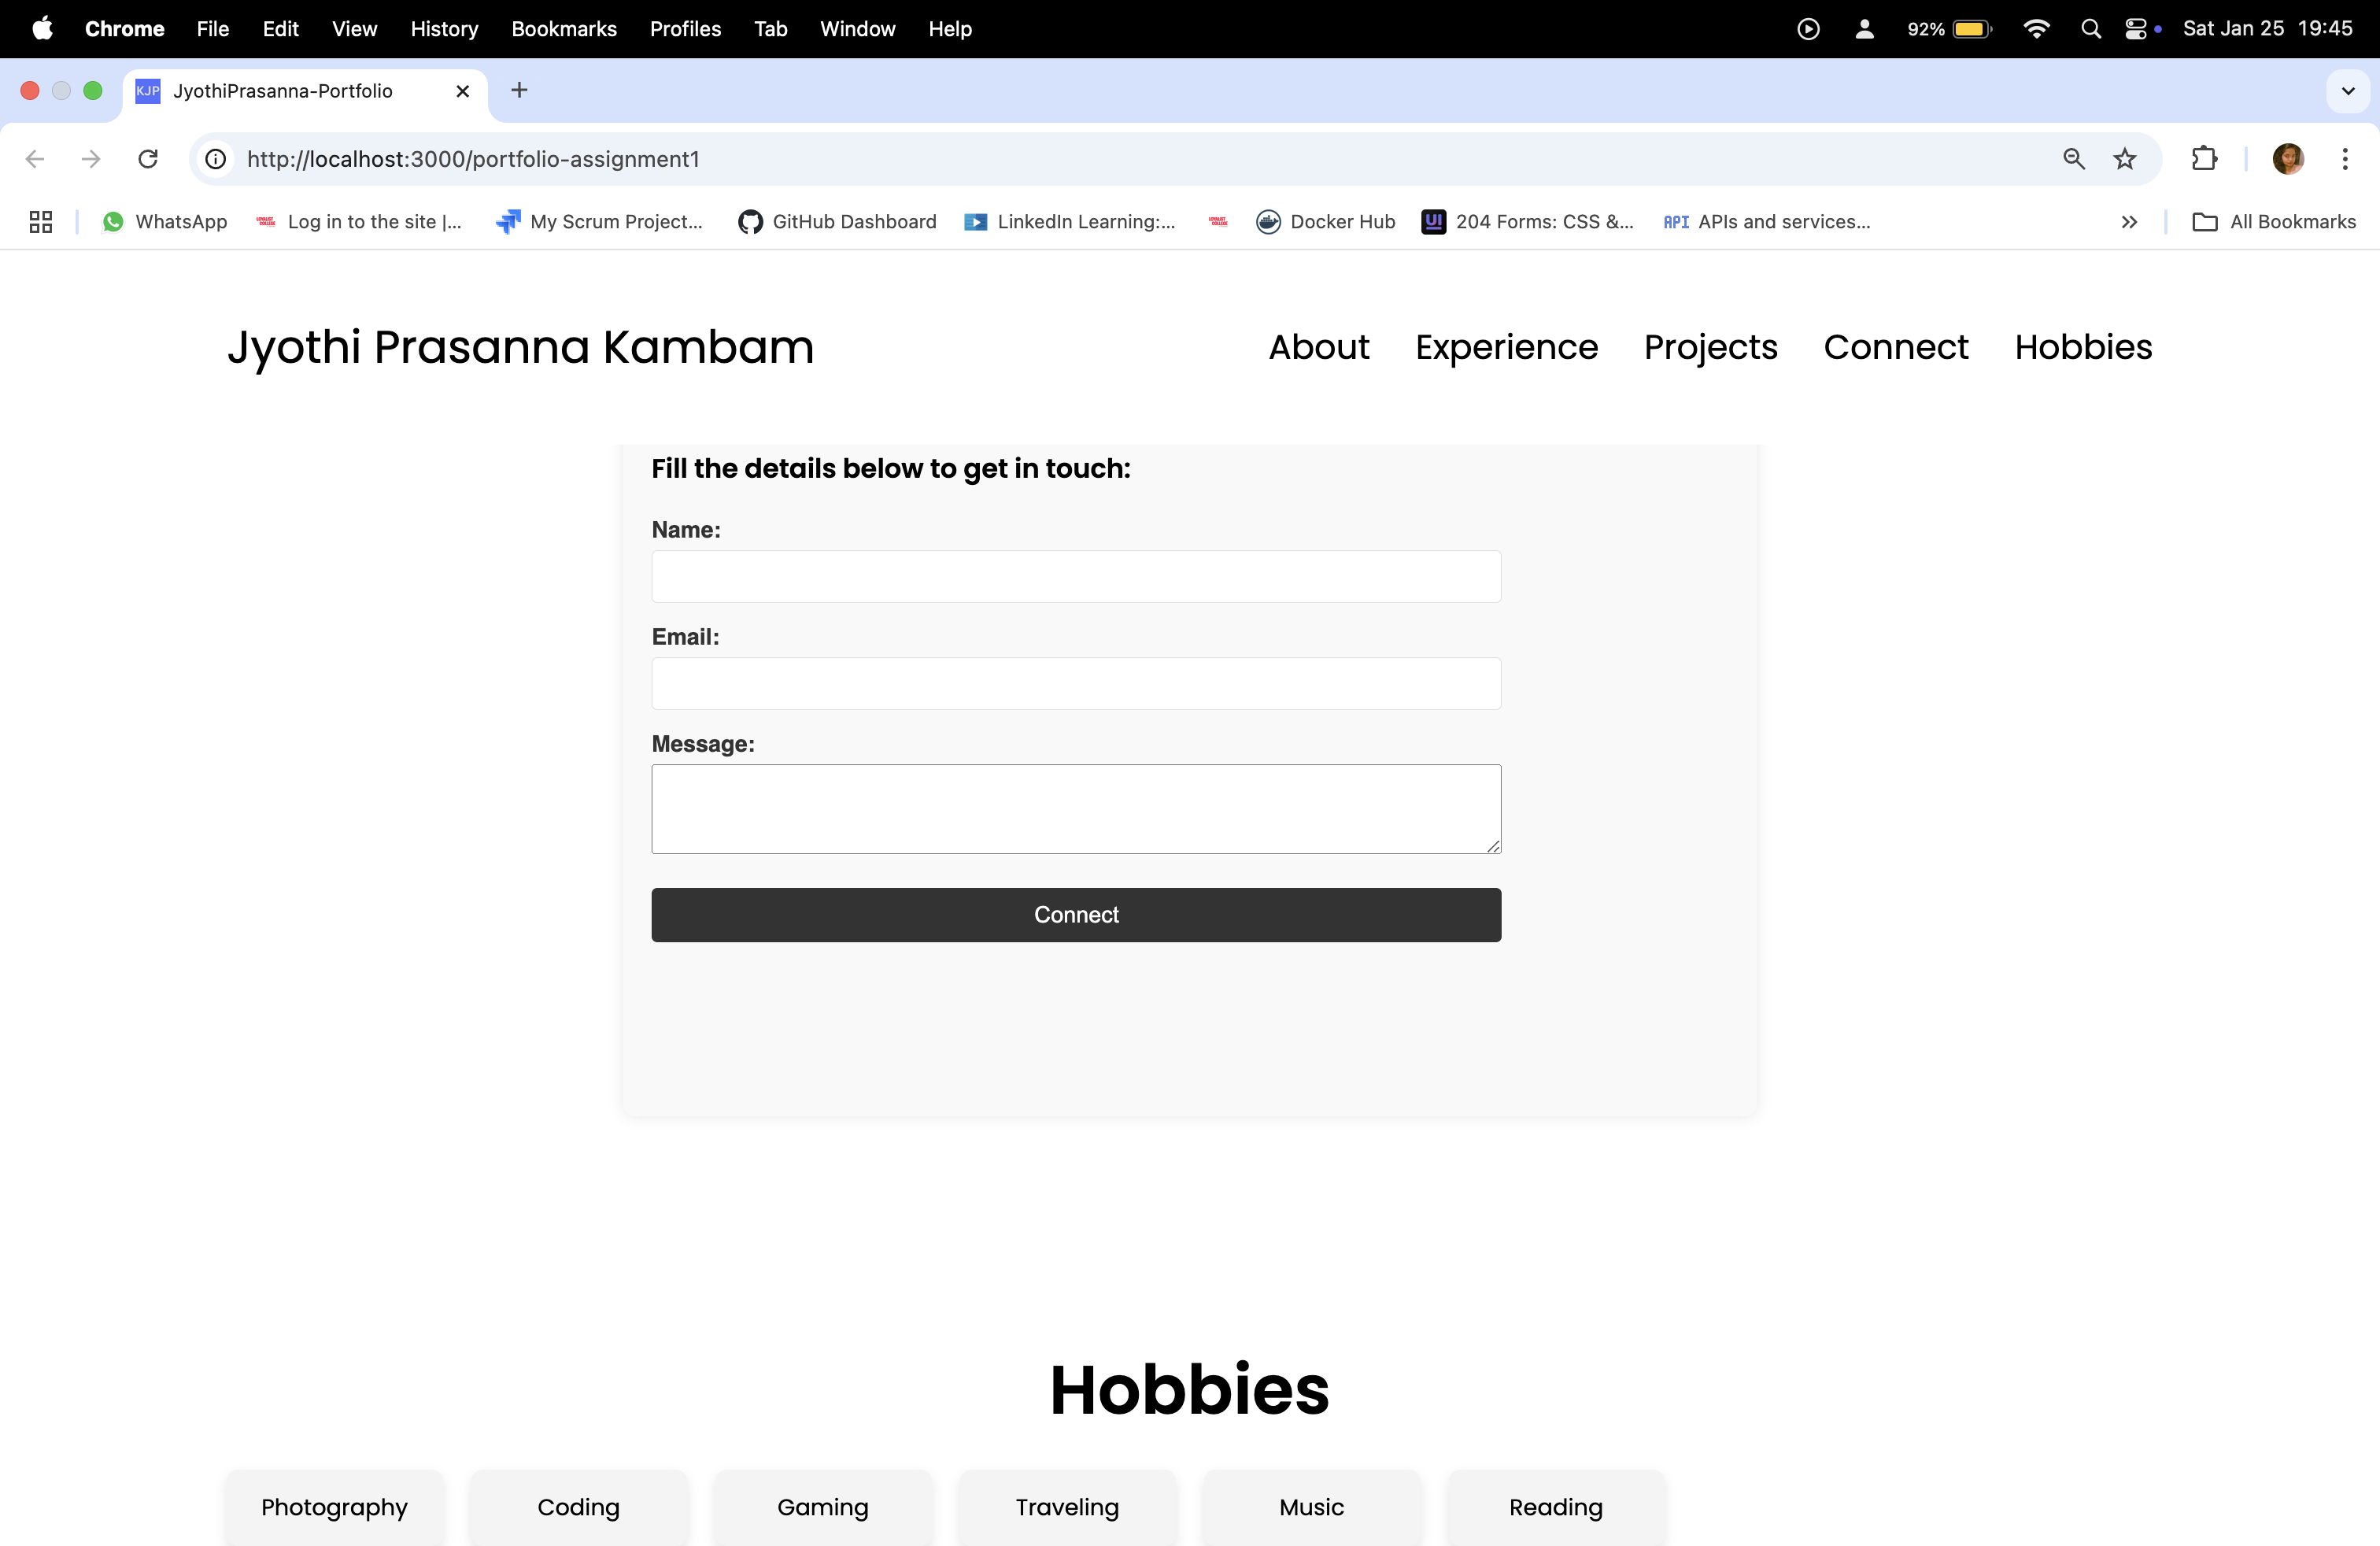 Chrome File Edit View History Bookmarks Profiles Tab Window Help 92% Sat Jan 25 19:45
KJP JyothiPrasanna-Portfolio
http://localhost:3000/portfolio-assignment1
WhatsApp Log in to the site |... My Scrum Project... GitHub Dashboard LinkedIn Learning:... Docker Hub UI 204 Forms: CSS &... API APIs and services... All Bookmarks
Jyothi Prasanna Kambam About Experience Projects Connect Hobbies
Fill the details below to get in touch:
Name:
Email:
Message:
Connect
Hobbies
Photography Coding Gaming Traveling Music Reading